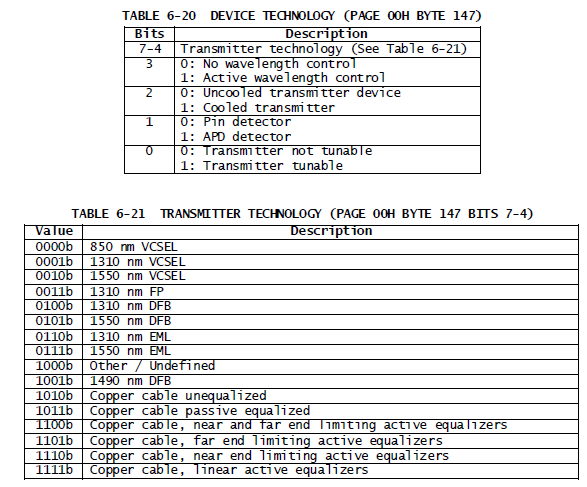 TABLE 6-20 DEVICE TECHNOLOGY (PAGE 00H BYTE 147)
Bits Description
7-4 Transmitter technology (See Table 6-21)
3 0: No wavelength control
1: Active wavelength control
2 0: Uncooled transmitter device
1: Cooled transmitter
1 0: Pin detector
1: APD detector
0 0: Transmitter not tunable
1: Transmitter tunable
TABLE 6-21 TRANSMITTER TECHNOLOGY (PAGE 00H BYTE 147 BITS 7-4)
Value Description
0000b 850 nm VCSEL
0001b 1310 nm VCSEL
0010b 1550 nm VCSEL
0011b 1310 nm FP
0100b 1310 nm DFB
0101b 1550 nm DFB
0110b 1310 nm EML
0111b 1550 nm EML
1000b Other / Undefined
1001b 1490 nm DFB
1010b Copper cable unequalized
1011b Copper cable passive equalized
1100b Copper cable, near and far end limiting active equalizers
1101b Copper cable, far end limiting active equalizers
1110b Copper cable, near end limiting active equalizers
1111b Copper cable, linear active equalizers